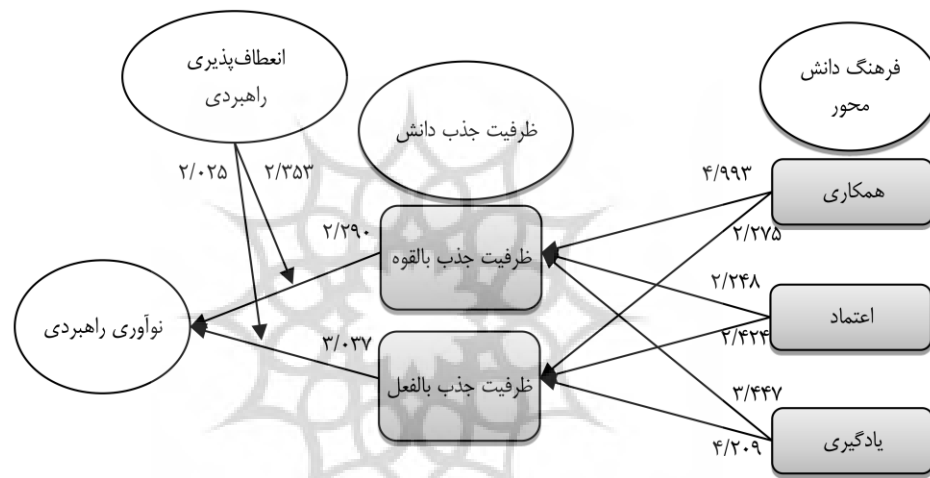 فرهنگ دانش
محور
ظرفیت جذب دانش
انعطاف‌پذیری
راهبردی
همکاری
اعتماد
یادگیری
ظرفیت جذب بالقوه
ظرفیت جذب بالفعل
نوآوری راهبردی
۴/۹۹۳
۲/۲۷۵
۲/۲۴۸
۲/۴۲۴
۳/۴۴۷
۴/۲۰۹
۲/۲۹۰
۳/۰۳۷
۲/۳۵۳
۲/۰۲۵